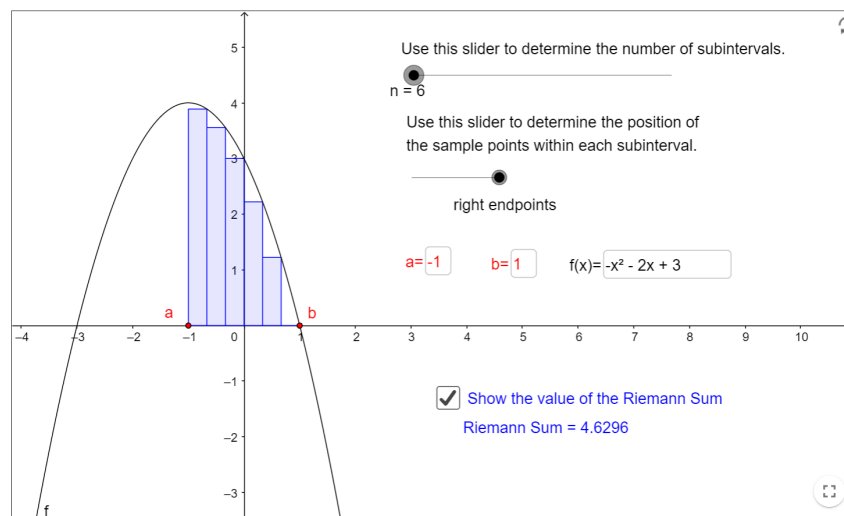 Use this slider to determine the number of subintervals.
n = 6
Use this slider to determine the position of
the sample points within each subinterval.
right endpoints
a= -1 b= 1 f(x)= -x² - 2x + 3
Show the value of the Riemann Sum
Riemann Sum = 4.6296
5
4
3
2
1
a b
–4 –3 –2 –1 0 1 2 3 4 5 6 7 8 9 10
–1
–2
–3
f